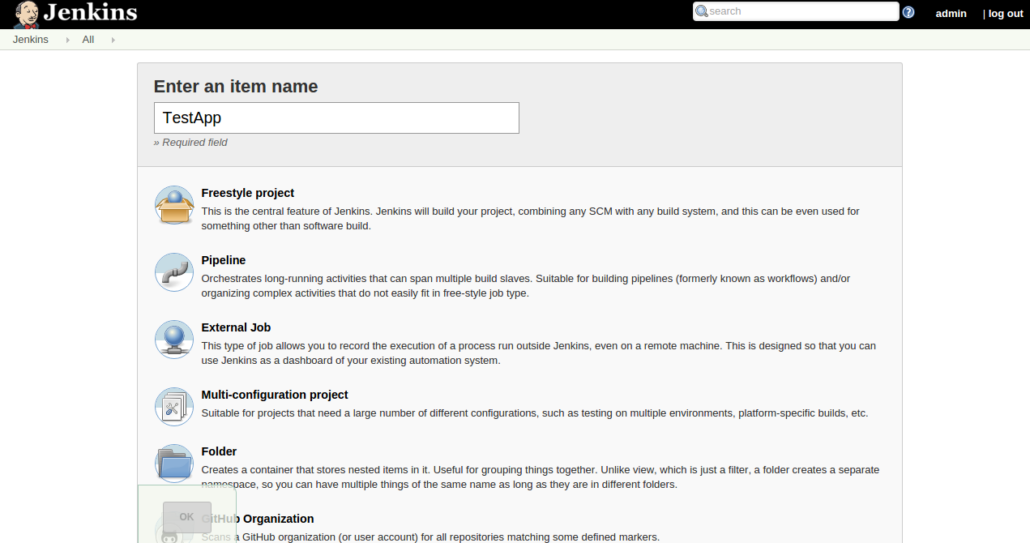 Jenkins
search
admin
| log out
Jenkins
All
Enter an item name
TestApp
» Required field
Freestyle project
This is the central feature of Jenkins. Jenkins will build your project, combining any SCM with any build system, and this can be even used for
something other than software build.
Pipeline
Orchestrates long-running activities that can span multiple build slaves. Suitable for building pipelines (formerly known as workflows) and/or
organizing complex activities that do not easily fit in free-style job type.
External Job
This type of job allows you to record the execution of a process run outside Jenkins, even on a remote machine. This is designed so that you can
use Jenkins as a dashboard of your existing automation system.
Multi-configuration project
Suitable for projects that need a large number of different configurations, such as testing on multiple environments, platform-specific builds, etc.
Folder
Creates a container that stores nested items in it. Useful for grouping things together. Unlike view, which is just a filter, a folder creates a separate
namespace, so you can have multiple things of the same name as long as they are in different folders.
OK
GitHub Organization
Scans a GitHub organization (or user account) for all repositories matching some defined markers.